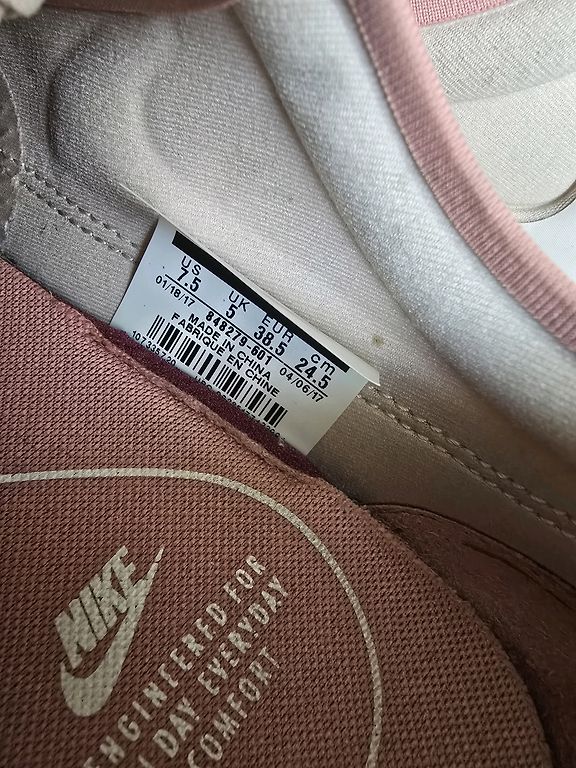 US UK EUR cm
7.5 5 38.5 24.5
01/18/17 848279-601 04/06/17
MADE IN CHINA
FABRIQUE EN CHINE
NIKE
ENGINEERED FOR
DAY EVERYDAY
COMFORT